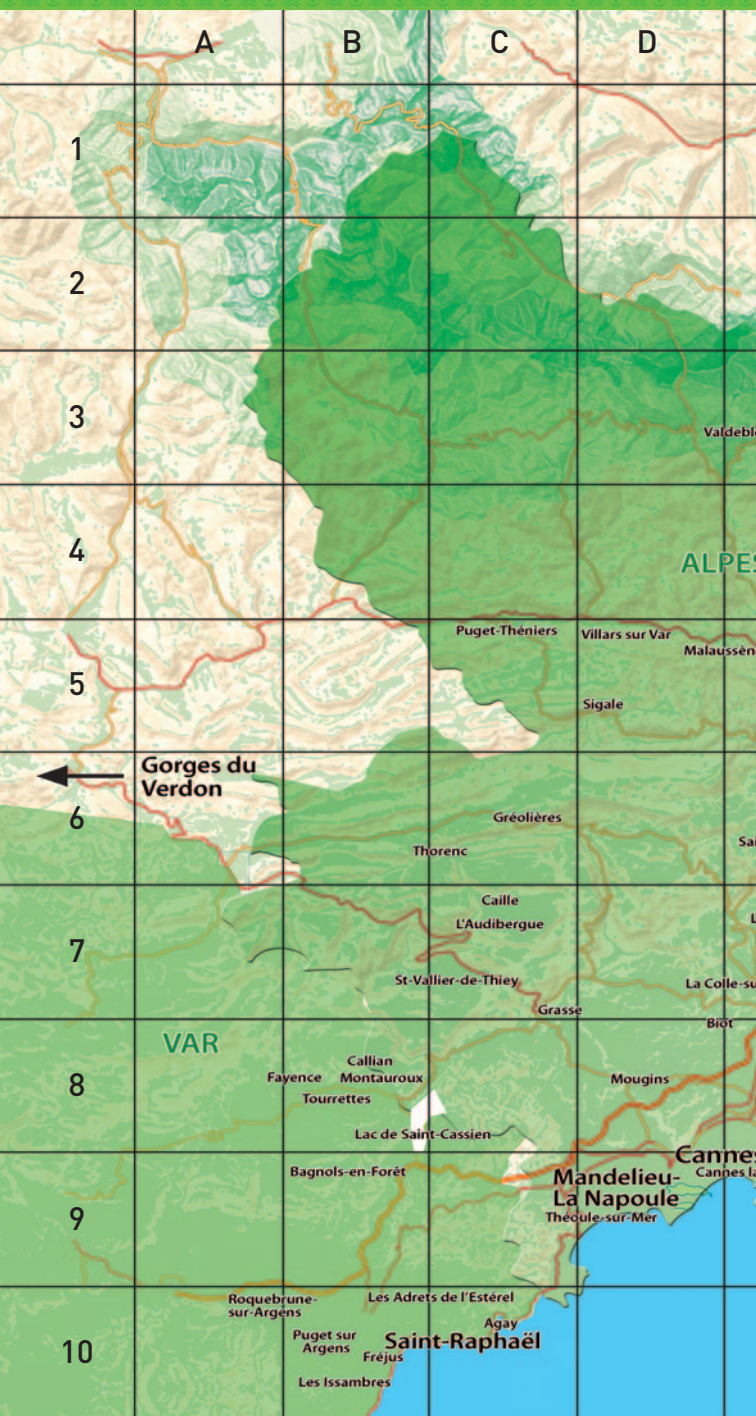 A B C D
1
2
3
Valdebl
4
ALPES
Puget-Théniers
Villars sur Var
Malaussèn
5
Sigale
Gorges du
Verdon
6
Gréolières
Sai
Thorenc
Caille
L
L'Audibergue
7
St-Vallier-de-Thiey
La Colle-su
Grasse
Biot
VAR
Callian
8
Fayence
Montauroux
Mougins
Tourrettes
Lac de Saint-Cassien
Cannes
Bagnols-en-Forêt
Cannes la
Mandelieu-
La Napoule
9
Théoule-sur-Mer
Roquebrune-
sur-Argens
Les Adrets de l'Estérel
Agay
Puget sur
Argens
Saint-Raphaël
10
Fréjus
Les Issambres